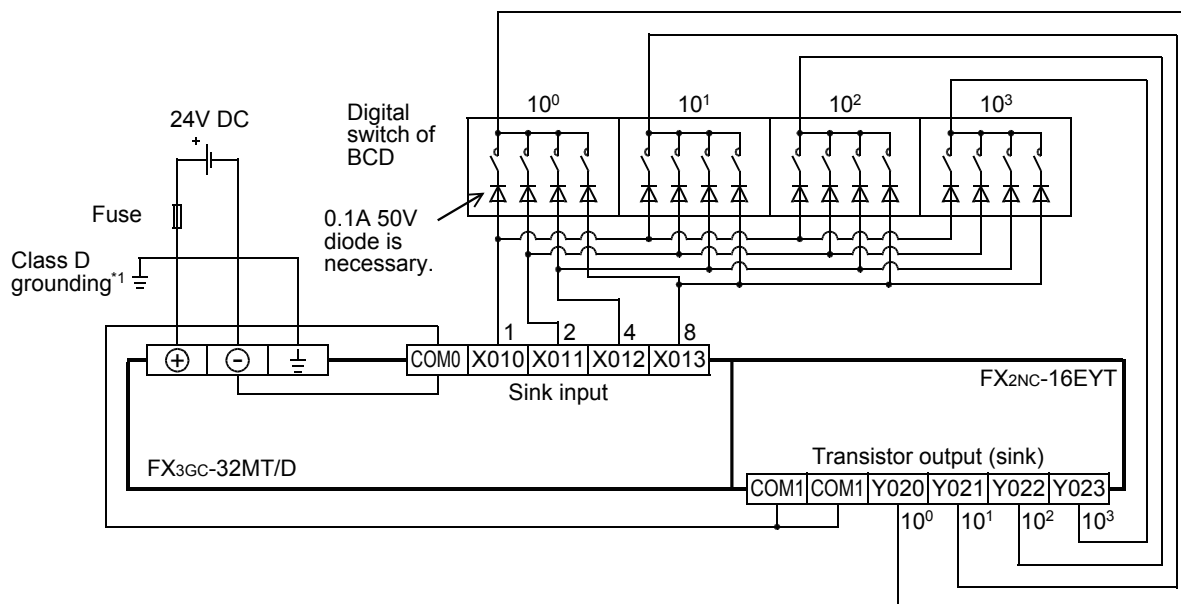 10⁰ 10¹ 10² 10³
Digital
switch of
BCD
24V DC
+
Fuse
0.1A 50V
diode is
necessary.
Class D
grounding*1
1 2 4 8
+ - COM0 X010 X011 X012 X013
Sink input
FX2NC-16EYT
FX3GC-32MT/D
Transistor output (sink)
COM1 COM1 Y020 Y021 Y022 Y023
10⁰ 10¹ 10² 10³